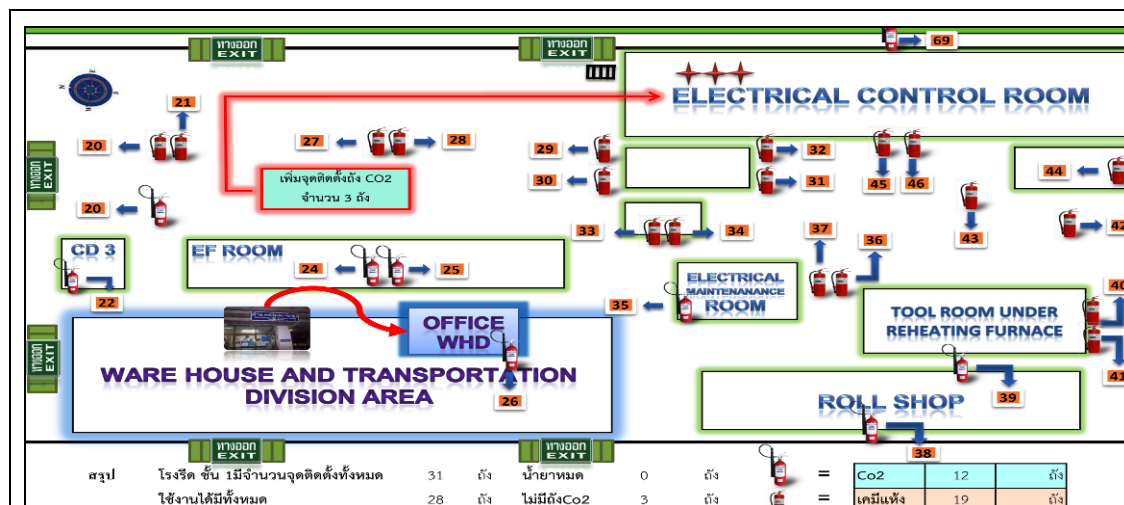 ทางออก
EXIT
ทางออก
EXIT
69
ELECTRICAL CONTROL ROOM
21
20
27
28
29
32
เพิ่มจุดติดตั้งถัง CO2
จำนวน 3 ถัง
30
31
45
46
44
ทางออก
EXIT
20
33
34
37
36
43
42
CD 3
EF ROOM
24
25
22
ELECTRICAL
MAINTENANANCE
ROOM
35
40
TOOL ROOM UNDER
REHEATING FURNACE
41
ทางออก
EXIT
OFFICE
WHD
WARE HOUSE AND TRANSPORTATION
DIVISION AREA
26
39
ROLL SHOP
38
ทางออก
EXIT
ทางออก
EXIT
สรุป โรงรีด ชั้น 1มีจำนวนจุดติดตั้งทั้งหมด 31 ถัง น้ำยาหมด 0 ถัง = Co2 12 ถัง
ใช้งานได้มีทั้งหมด 28 ถัง ไม่มีถังCo2 3 ถัง = เคมีแห้ง 19 ถัง